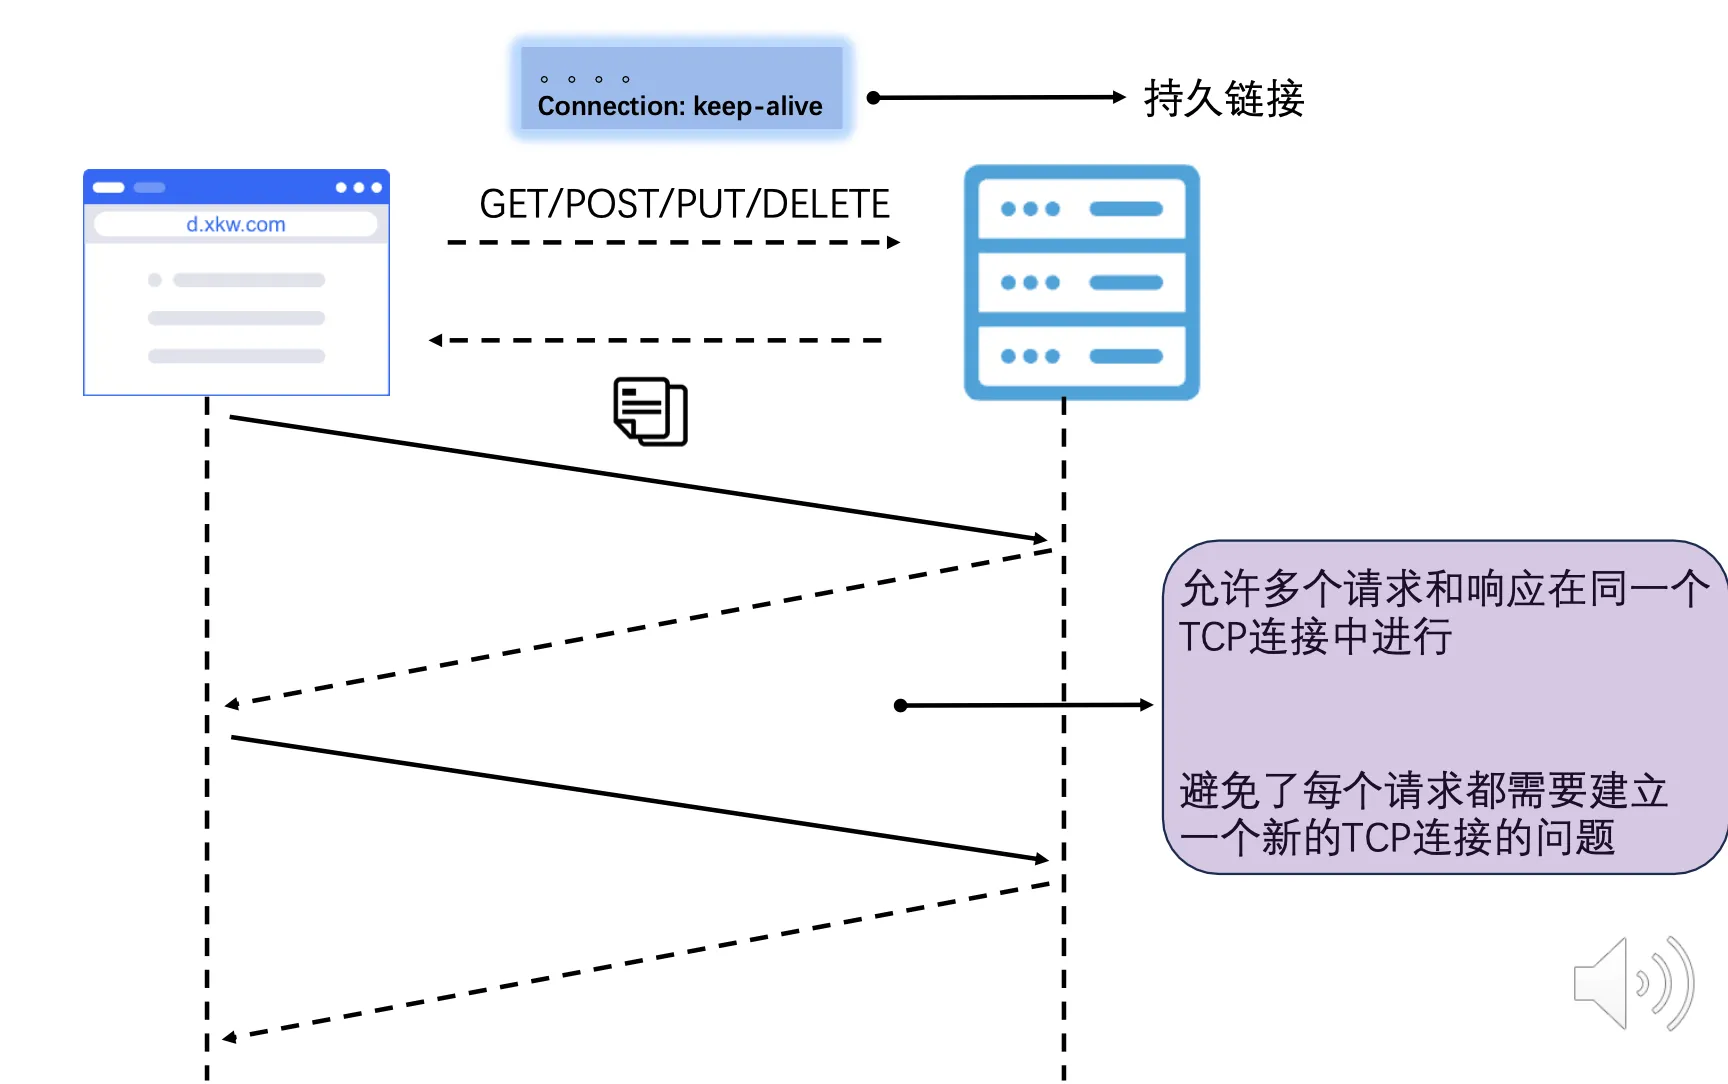 。。。。
Connection: keep-alive
持久链接
GET/POST/PUT/DELETE
d.xkw.com
允许多个请求和响应在同一个
TCP连接中进行
避免了每个请求都需要建立
一个新的TCP连接的问题